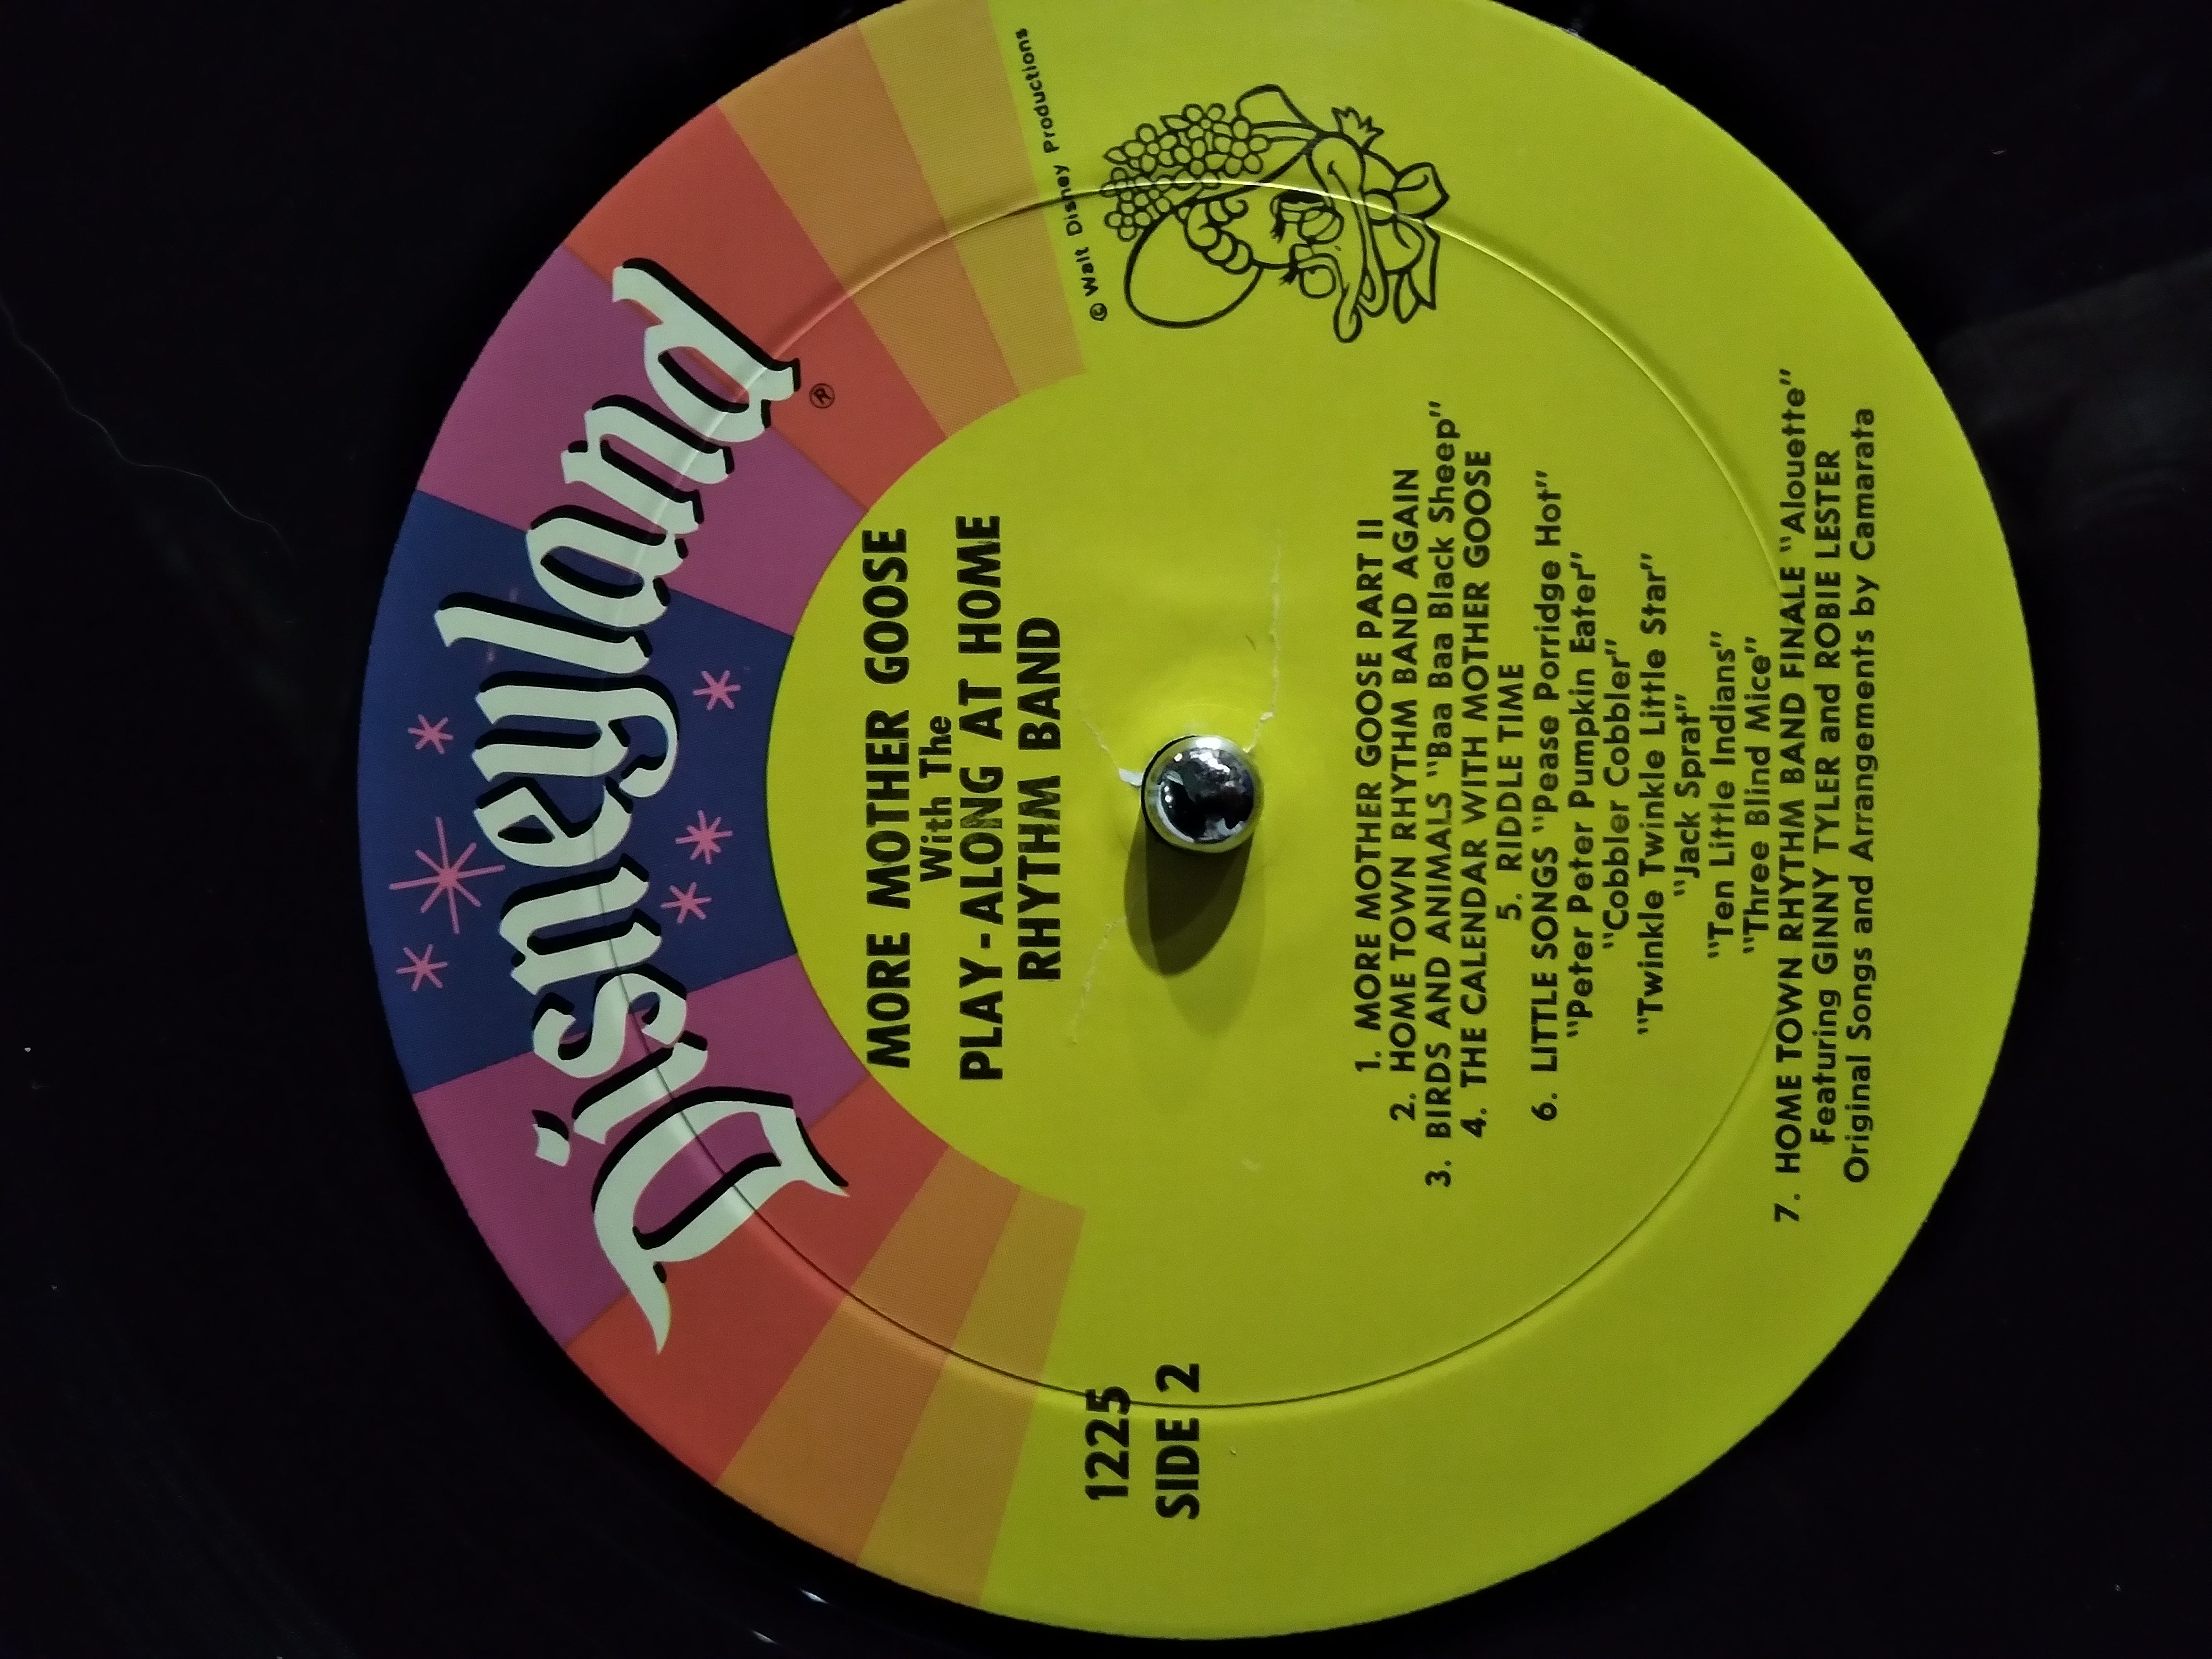 Disneyland®
© Walt Disney Productions
MORE MOTHER GOOSE
With The
PLAY-ALONG AT HOME
RHYTHM BAND
1225
SIDE 2
1. MORE MOTHER GOOSE PART II
2. HOME TOWN RHYTHM BAND AGAIN
3. BIRDS AND ANIMALS "Baa Baa Black Sheep"
4. THE CALENDAR WITH MOTHER GOOSE
5. RIDDLE TIME
6. LITTLE SONGS "Pease Porridge Hot"
"Peter Peter Pumpkin Eater"
"Cobbler Cobbler"
"Twinkle Twinkle Little Star"
"Jack Sprat"
"Ten Little Indians"
"Three Blind Mice"
7. HOME TOWN RHYTHM BAND FINALE "Alouette"
Featuring GINNY TYLER and ROBIE LESTER
Original Songs and Arrangements by Camarata